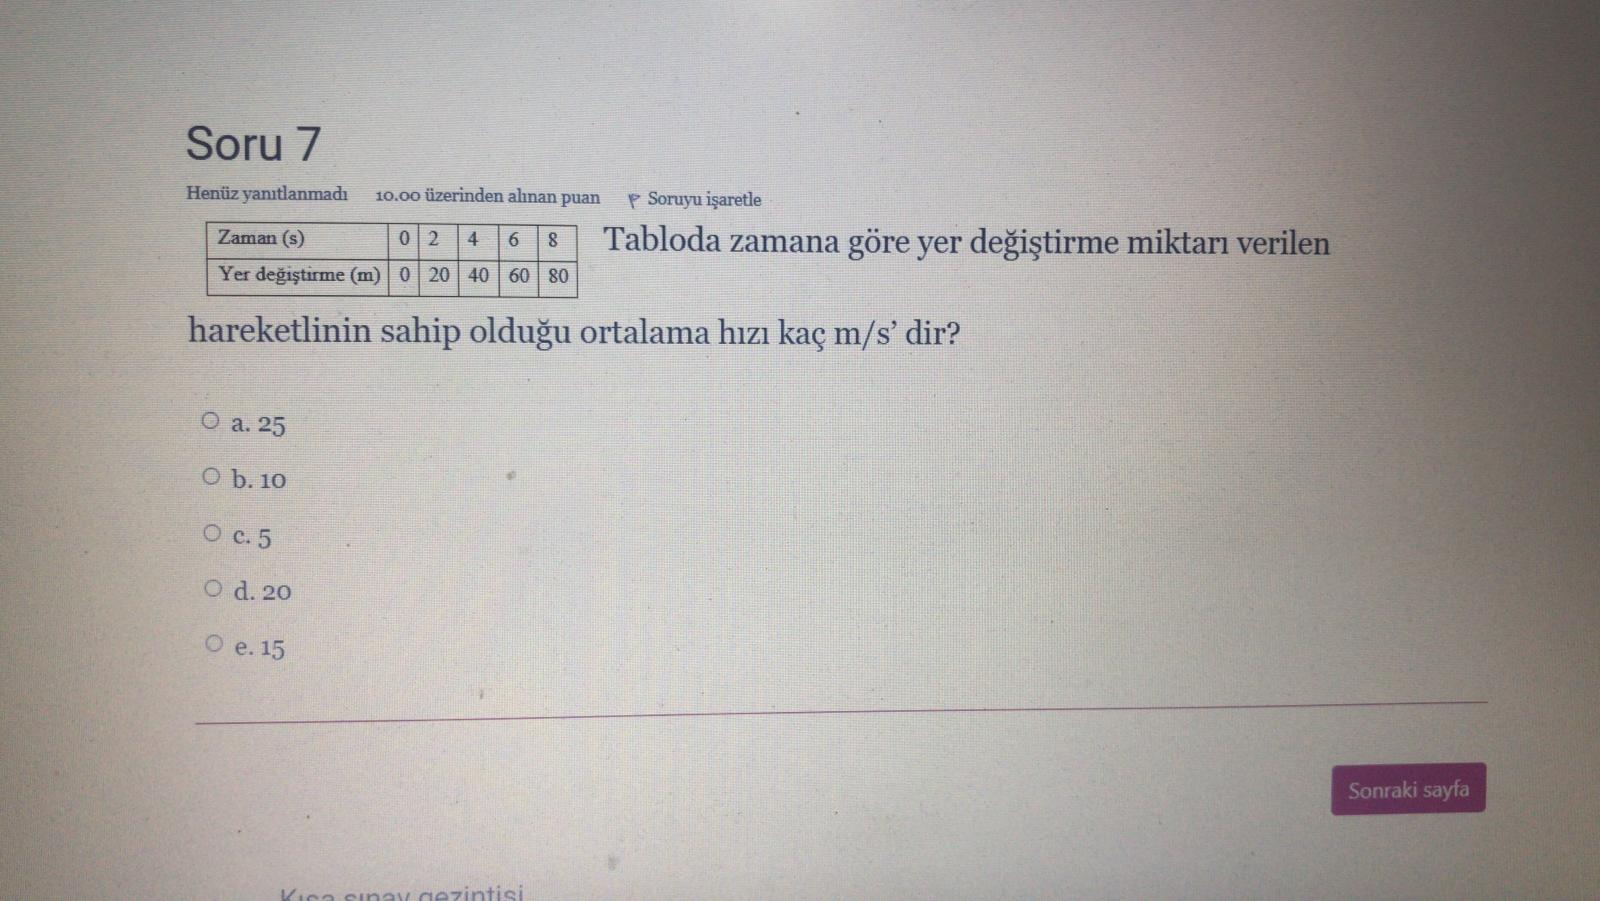 Soru 7
Henüz yanıtlanmadı 10.00 üzerinden alınan puan Soruyu işaretle
Zaman (s) 0 2 4 6 8
Yer değiştirme (m) 0 20 40 60 80
Tabloda zamana göre yer değiştirme miktarı verilen
hareketlinin sahip olduğu ortalama hızı kaç m/s' dir?
a. 25
b. 10
c. 5
d. 20
e. 15
Sonraki sayfa
Kısa sınav gezintisi